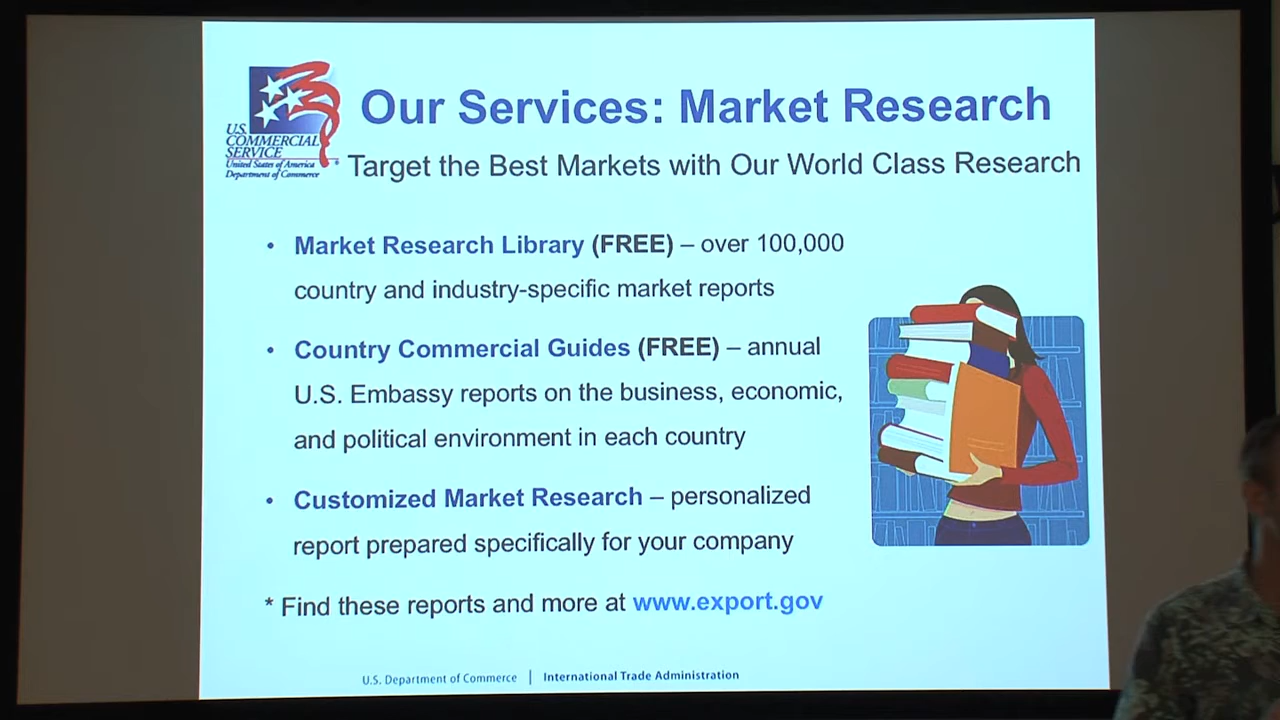 Our Services: Market Research
U.S.
COMMERCIAL
SERVICE
United States of America
Department of Commerce
®
Target the Best Markets with Our World Class Research
• Market Research Library (FREE) – over 100,000
country and industry-specific market reports
• Country Commercial Guides (FREE) – annual
U.S. Embassy reports on the business, economic,
and political environment in each country
• Customized Market Research – personalized
report prepared specifically for your company
* Find these reports and more at www.export.gov
U.S. Department of Commerce | International Trade Administration